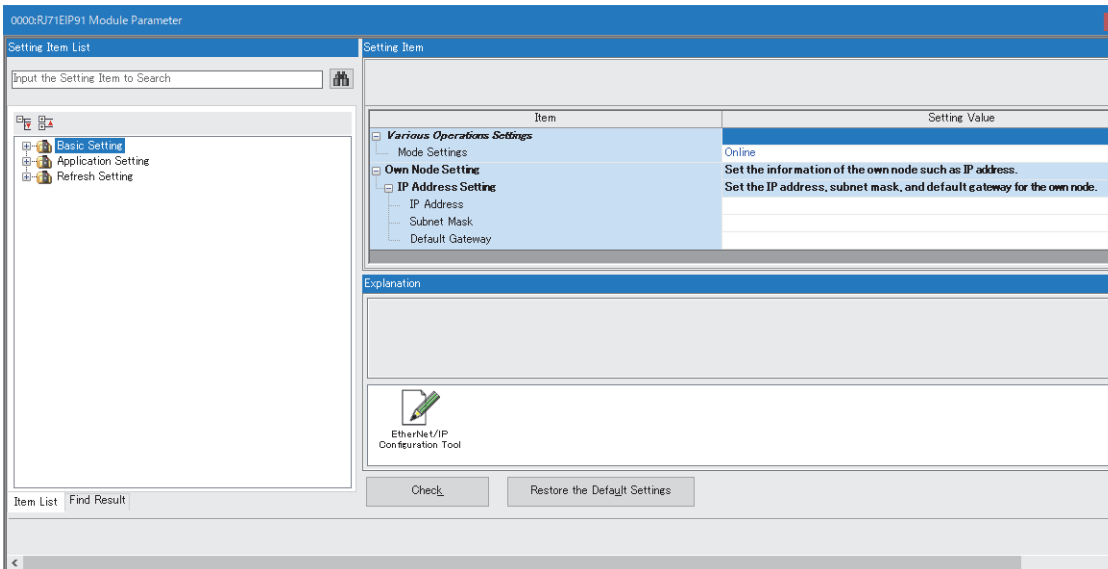 0000:RJ71EIP91 Module Parameter
Setting Item List
Input the Setting Item to Search
Basic Setting
Application Setting
Refresh Setting
Item List
Find Result
Setting Item
Item
Setting Value
Various Operations Settings
Mode Settings
Online
Own Node Setting
Set the information of the own node such as IP address.
IP Address Setting
Set the IP address, subnet mask, and default gateway for the own node.
IP Address
Subnet Mask
Default Gateway
Explanation
EtherNet/IP
Configuration Tool
Check
Restore the Default Settings